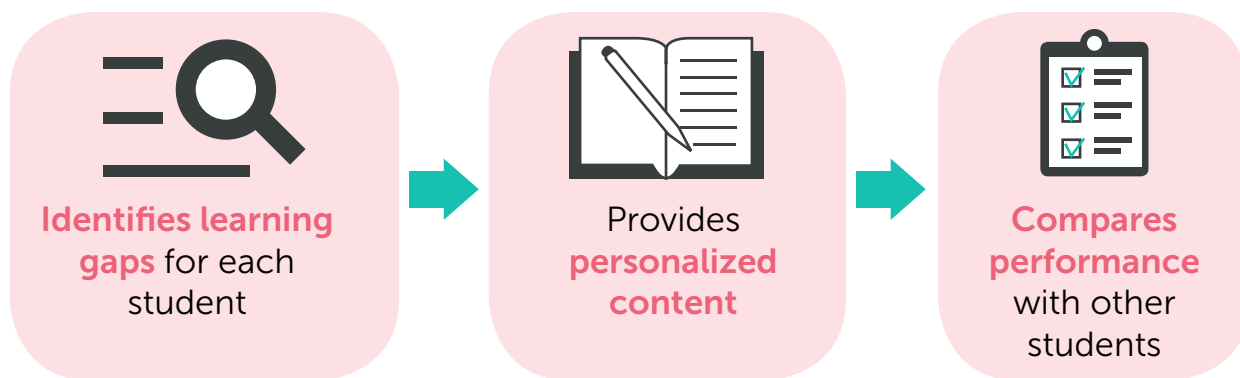 Identifies learning
gaps for each
student
Provides
personalized
content
Compares
performance
with other
students